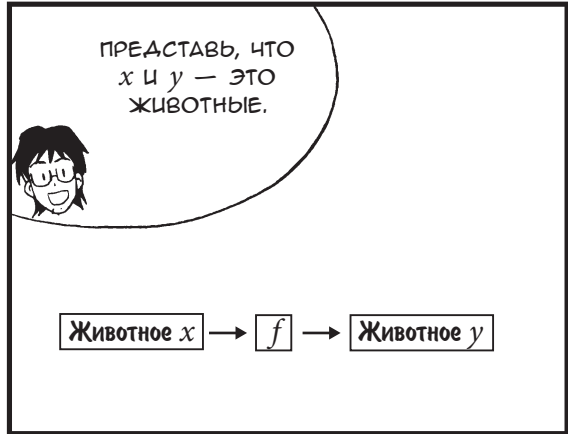 ПРЕДСТАВЬ, ЧТО
x И y — ЭТО
ЖИВОТНЫЕ.
Животное x → f → Животное y